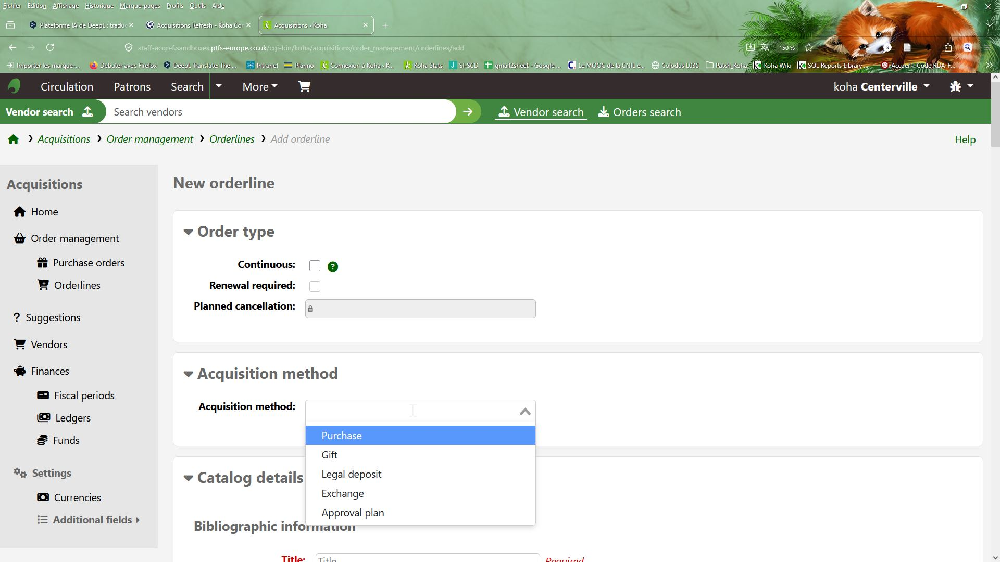 Fichier Édition Affichage Historique Marque-pages Profils Outils Aide
Plateforme IA de DeepL : traduc
Acquisitions Refresh - Koha Cor
Acquisitions › Koha
staff-acqref.sandboxes.ptfs-europe.co.uk/cgi-bin/koha/acquisitions/order_management/orderlines/add
150 %
Importer les marque-... Débuter avec Firefox DeepL Translate: The ... Intranet Planno Connexion à Koha › K... Koha Stats SI-SCD gmail2sheet - Google ... Le MOOC de la CNIL e... Colodus L035 Patch_Koha Koha Wiki SQL Reports Library ... Accueil - Code RDA-F...
Circulation Patrons Search More koha Centerville
Vendor search Search vendors Vendor search Orders search
Acquisitions › Order management › Orderlines › Add orderline
Help
Acquisitions
Home
Order management
Purchase orders
Orderlines
? Suggestions
Vendors
Finances
Fiscal periods
Ledgers
Funds
Settings
Currencies
Additional fields
New orderline
Order type
Continuous: ?
Renewal required:
Planned cancellation:
Acquisition method
Acquisition method:
Purchase
Gift
Legal deposit
Exchange
Approval plan
Catalog details
Bibliographic information
Title: Title Required